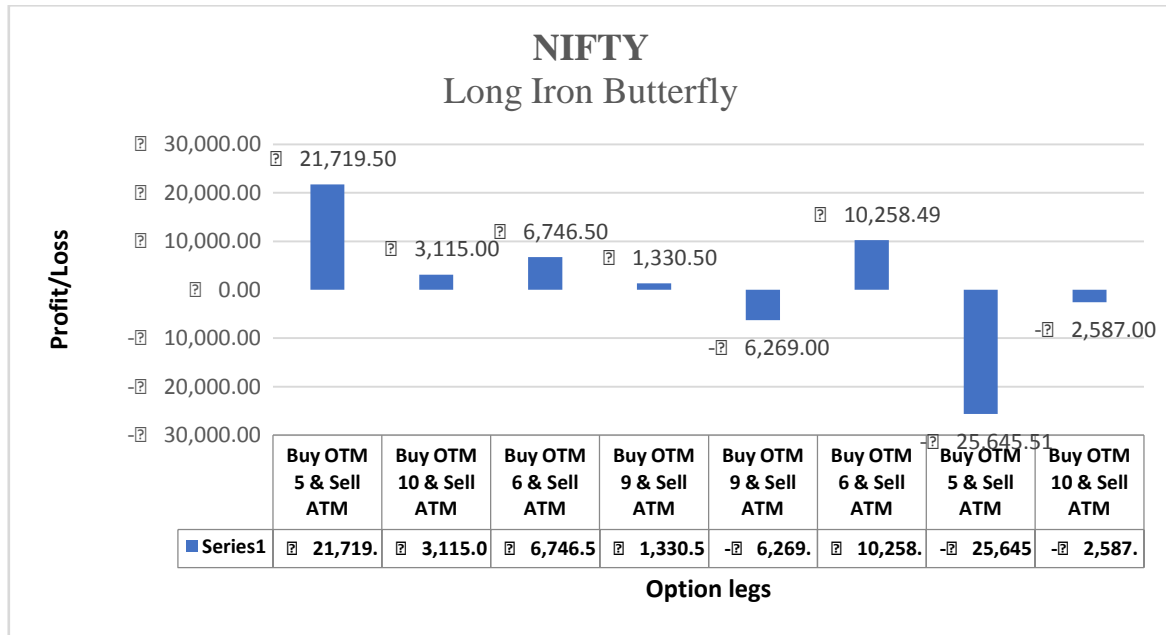 NIFTY
Long Iron Butterfly
Profit/Loss
⍰ 30,000.00
⍰ 20,000.00
⍰ 10,000.00
⍰ 0.00
-⍰ 10,000.00
-⍰ 20,000.00
-⍰ 30,000.00
⍰ 21,719.50
⍰ 3,115.00
⍰ 6,746.50
⍰ 1,330.50
-⍰ 6,269.00
⍰ 10,258.49
-⍰ 25,645.51
-⍰ 2,587.00
Buy OTM
5 & Sell
ATM
Buy OTM
10 & Sell
ATM
Buy OTM
6 & Sell
ATM
Buy OTM
9 & Sell
ATM
Buy OTM
9 & Sell
ATM
Buy OTM
6 & Sell
ATM
Buy OTM
5 & Sell
ATM
Buy OTM
10 & Sell
ATM
Series1 ⍰ 21,719. ⍰ 3,115.0 ⍰ 6,746.5 ⍰ 1,330.5 -⍰ 6,269. ⍰ 10,258. -⍰ 25,645 -⍰ 2,587.
Option legs